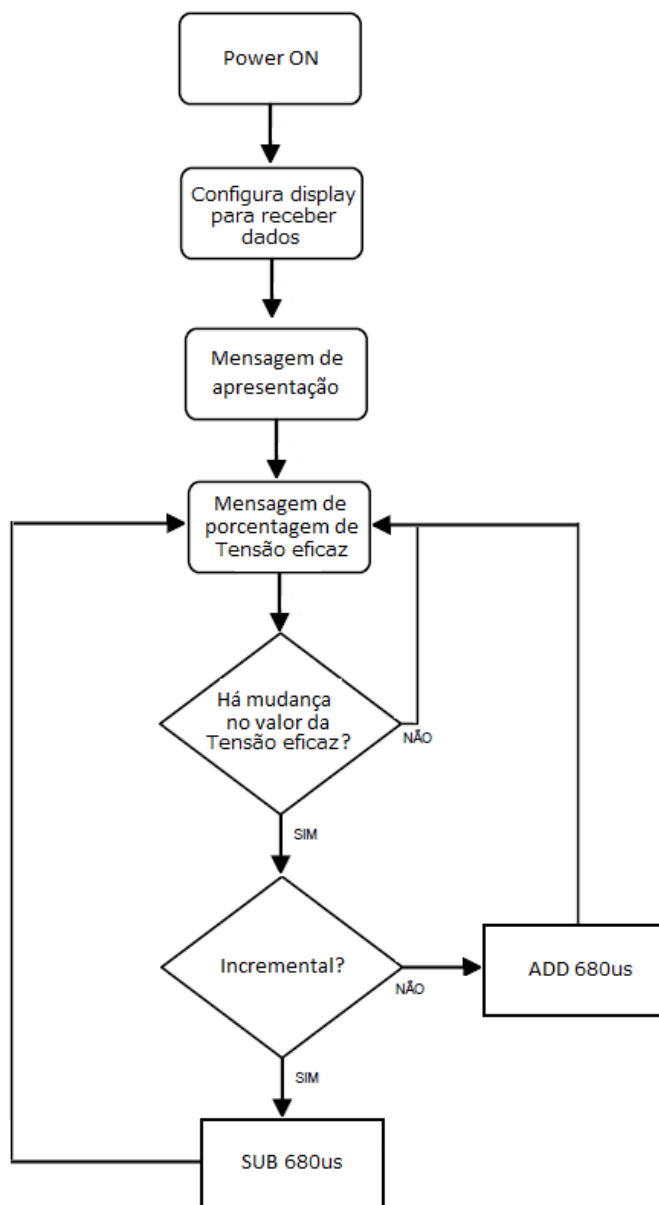 Power ON
Configura display
para receber
dados
Mensagem de
apresentação
Mensagem de
porcentagem de
Tensão eficaz
Há mudança
no valor da
Tensão eficaz?
NÃO
SIM
Incremental?
NÃO
ADD 680us
SIM
SUB 680us